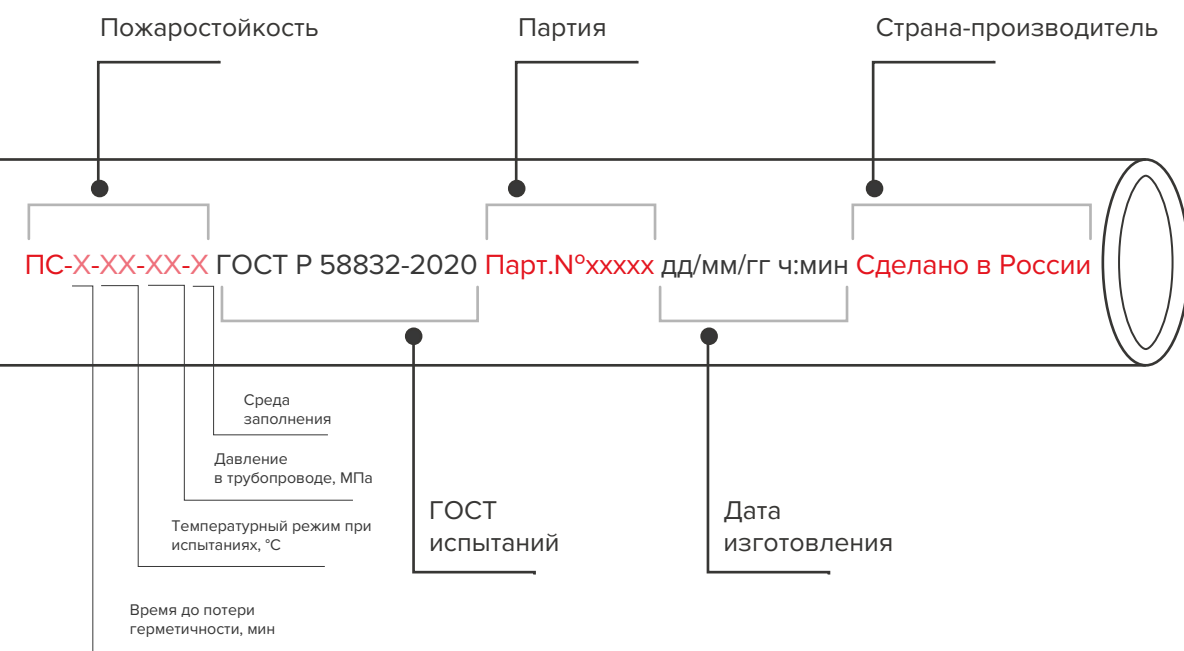 Пожаростойкость
Партия
Страна-производитель
ПС-X-XX-XX-X ГОСТ Р 58832-2020 Парт.№xxxxx дд/мм/гг ч:мин Сделано в России
Среда
заполнения
Давление
в трубопроводе, МПа
Температурный режим при
испытаниях, °С
Время до потери
герметичности, мин
ГОСТ
испытаний
Дата
изготовления